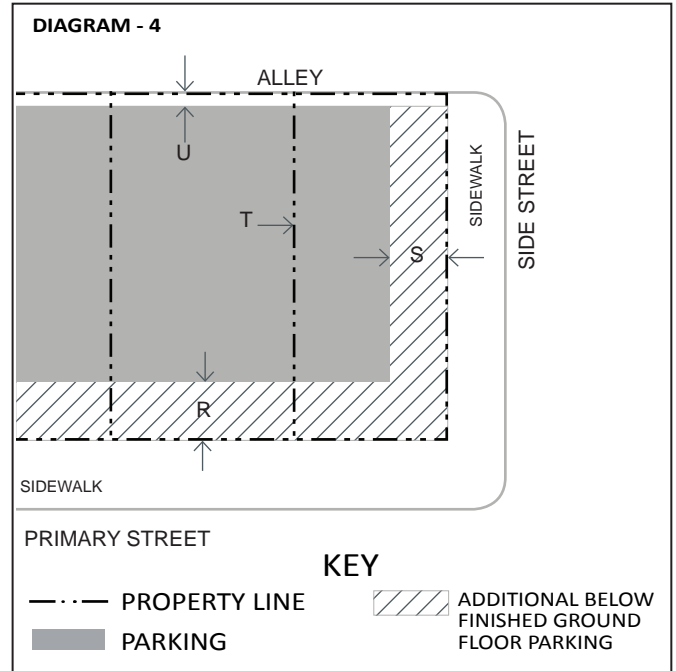 DIAGRAM - 4
ALLEY
U
T
S
SIDEWALK
SIDE STREET
R
SIDEWALK
PRIMARY STREET
KEY
PROPERTY LINE
PARKING
ADDITIONAL BELOW
FINISHED GROUND
FLOOR PARKING